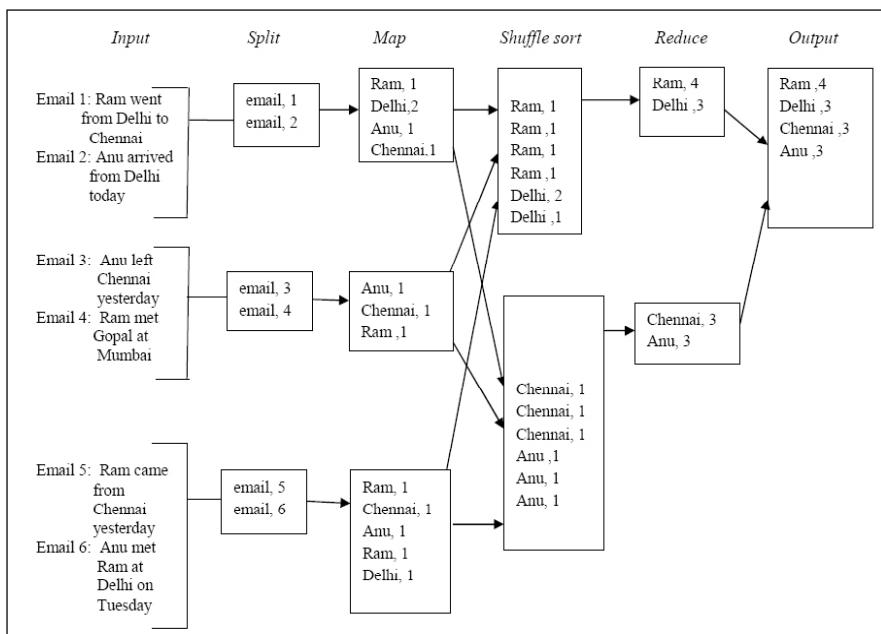 Input
Split
Map
Shuffle sort
Reduce
Output
Email 1: Ram went
from Delhi to
Chennai
Email 2: Anu arrived
from Delhi
today
email, 1
email, 2
Ram, 1
Delhi,2
Anu, 1
Chennai,1
Ram, 1
Ram ,1
Ram, 1
Ram ,1
Delhi, 2
Delhi ,1
Ram, 4
Delhi ,3
Ram ,4
Delhi ,3
Chennai ,3
Anu ,3
Email 3: Anu left
Chennai
yesterday
Email 4: Ram met
Gopal at
Mumbai
email, 3
email, 4
Anu, 1
Chennai, 1
Ram ,1
Chennai, 1
Chennai, 1
Chennai, 1
Anu ,1
Anu, 1
Anu, 1
Chennai, 3
Anu, 3
Email 5: Ram came
from
Chennai
yesterday
Email 6: Anu met
Ram at
Delhi on
Tuesday
email, 5
email, 6
Ram, 1
Chennai, 1
Anu, 1
Ram, 1
Delhi, 1